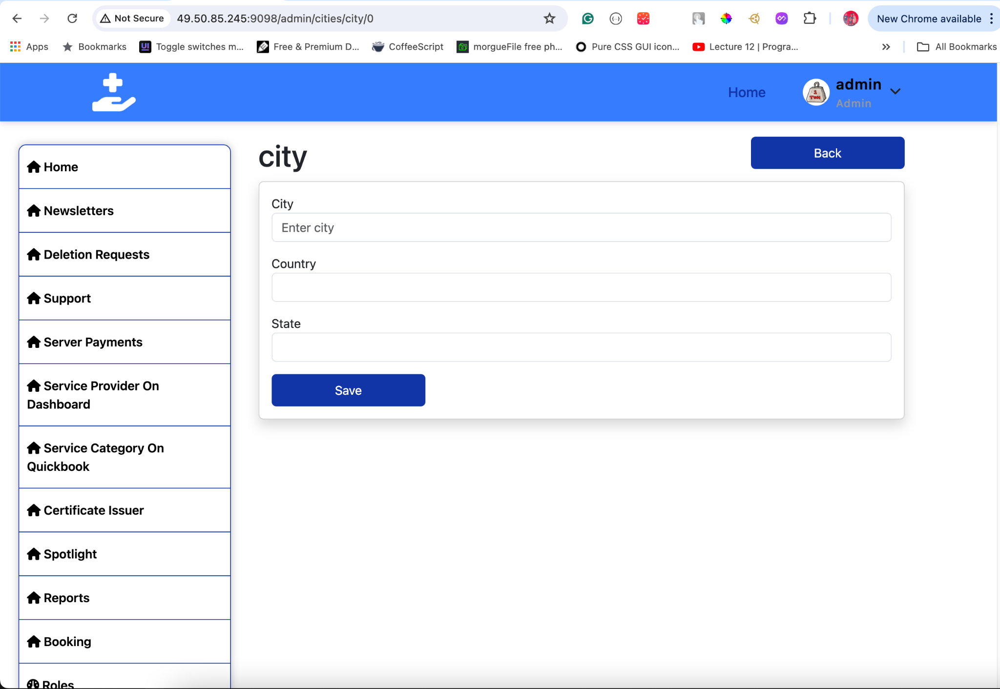 Not Secure 49.50.85.245:9098/admin/cities/city/0 New Chrome available
Apps Bookmarks UI Toggle switches m... Free & Premium D... CoffeeScript morgueFile free ph... Pure CSS GUI icon... Lecture 12 | Progra... All Bookmarks
Home
1 TON
admin
Admin
Home
Newsletters
Deletion Requests
Support
Server Payments
Service Provider On
Dashboard
Service Category On
Quickbook
Certificate Issuer
Spotlight
Reports
Booking
Roles
city
Back
City
Enter city
Country
State
Save